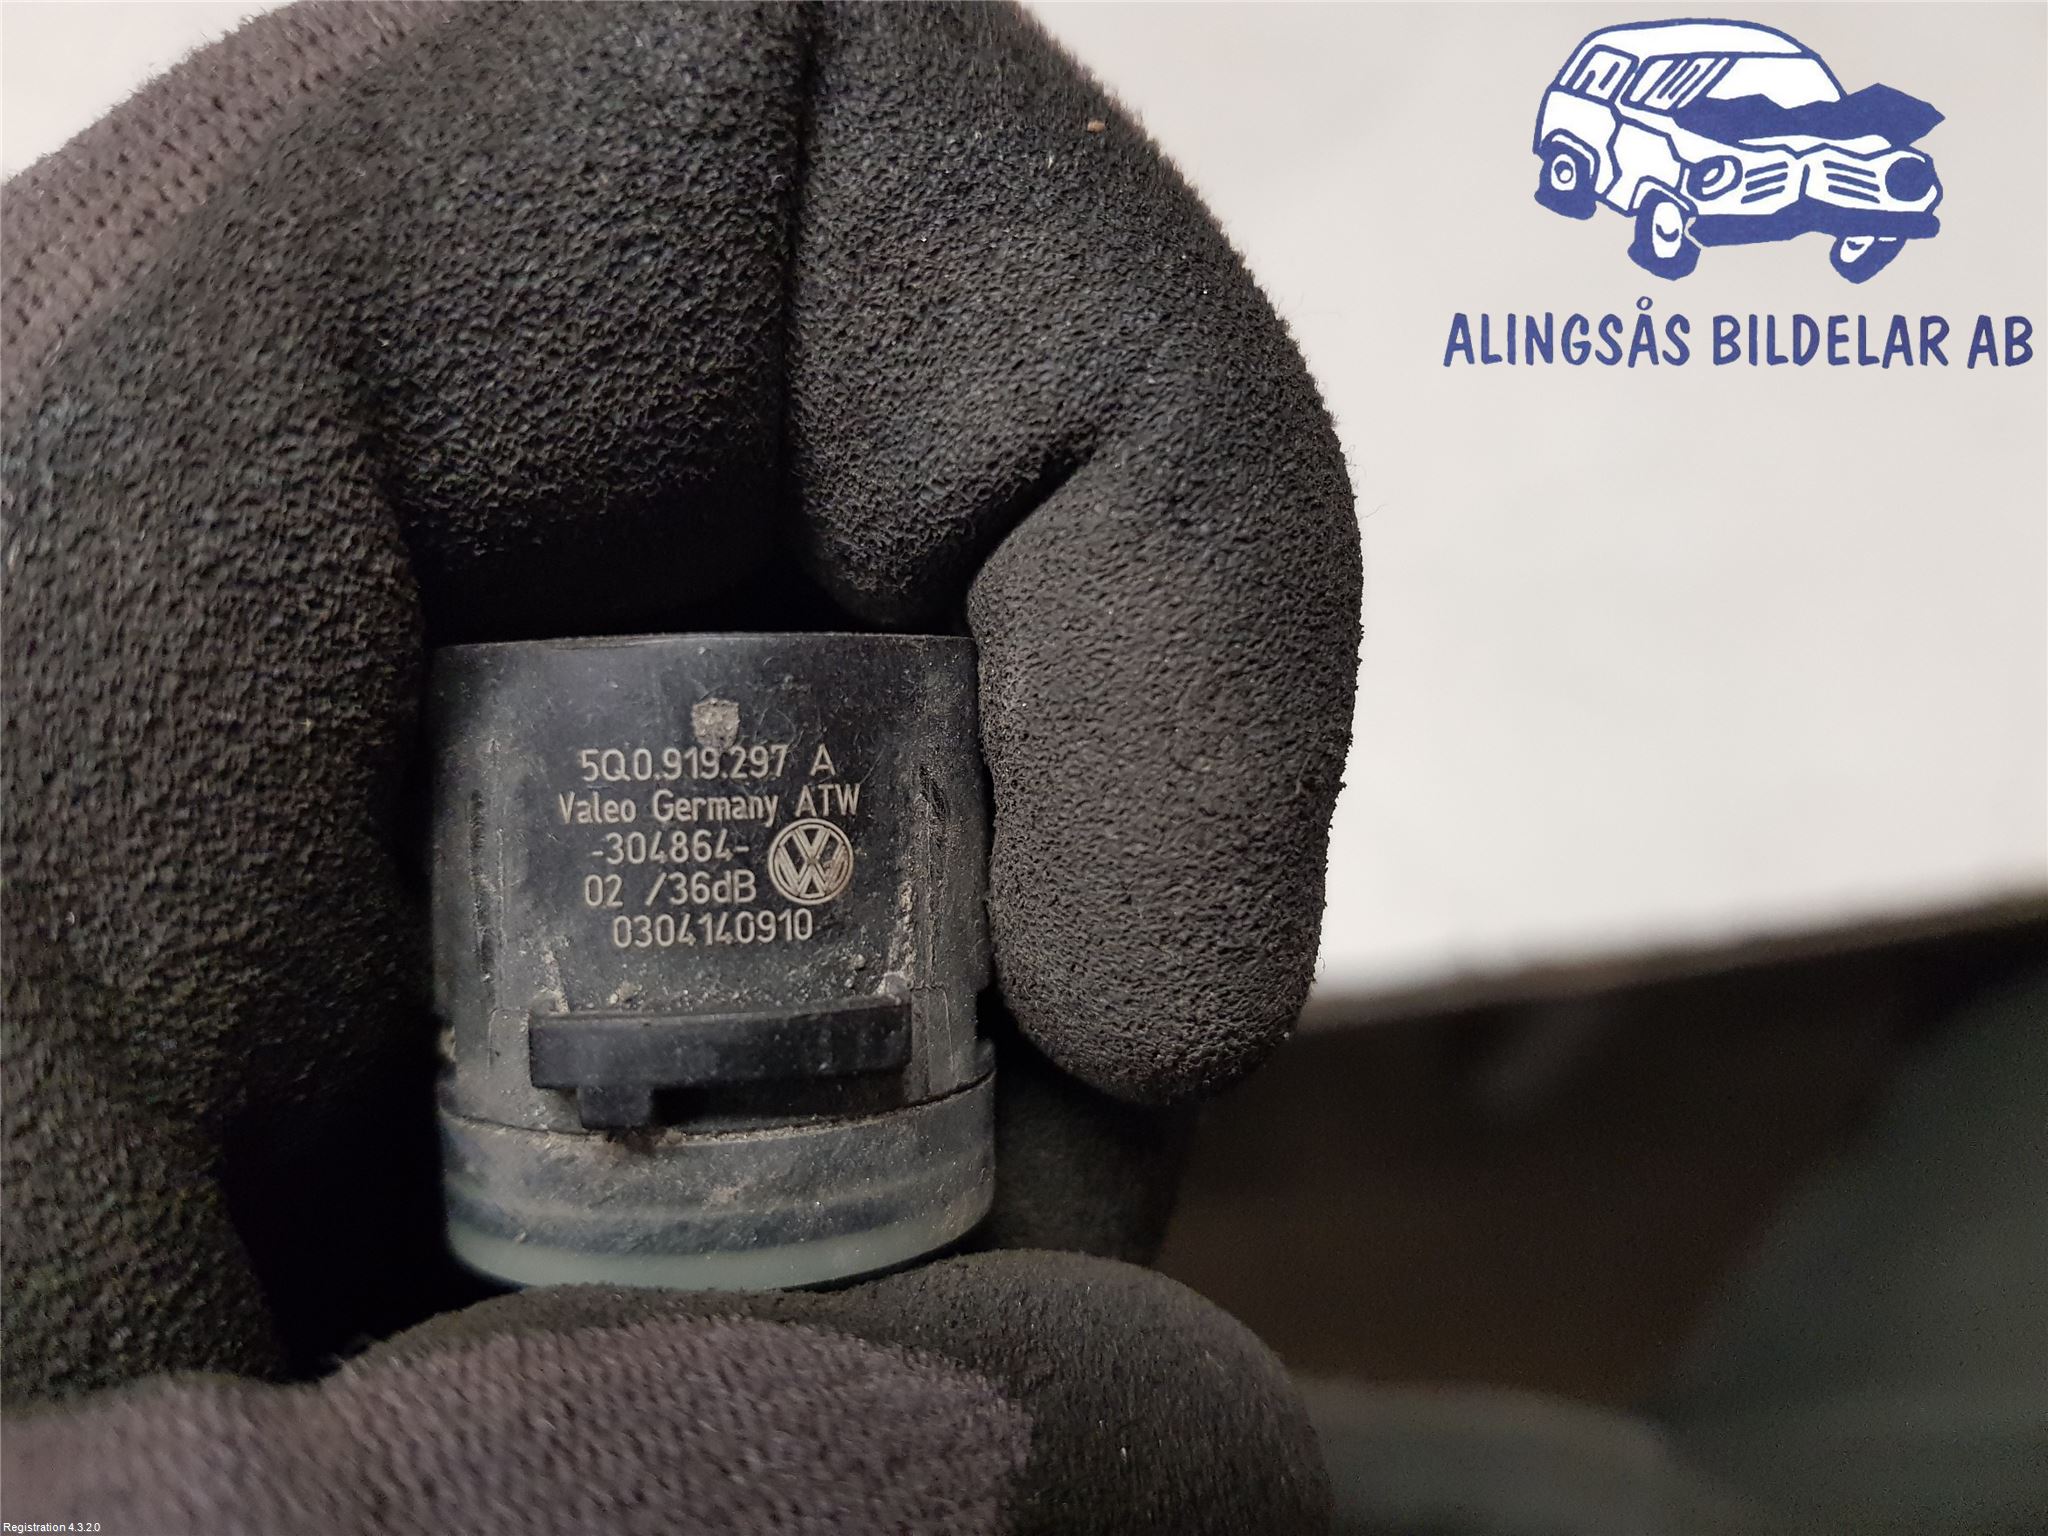 ALINGSÅS BILDELAR AB
5Q0.919.297 A
Valeo Germany ATW
-304864-
02 /36dB
0304140910
Registration 4.3.2.0